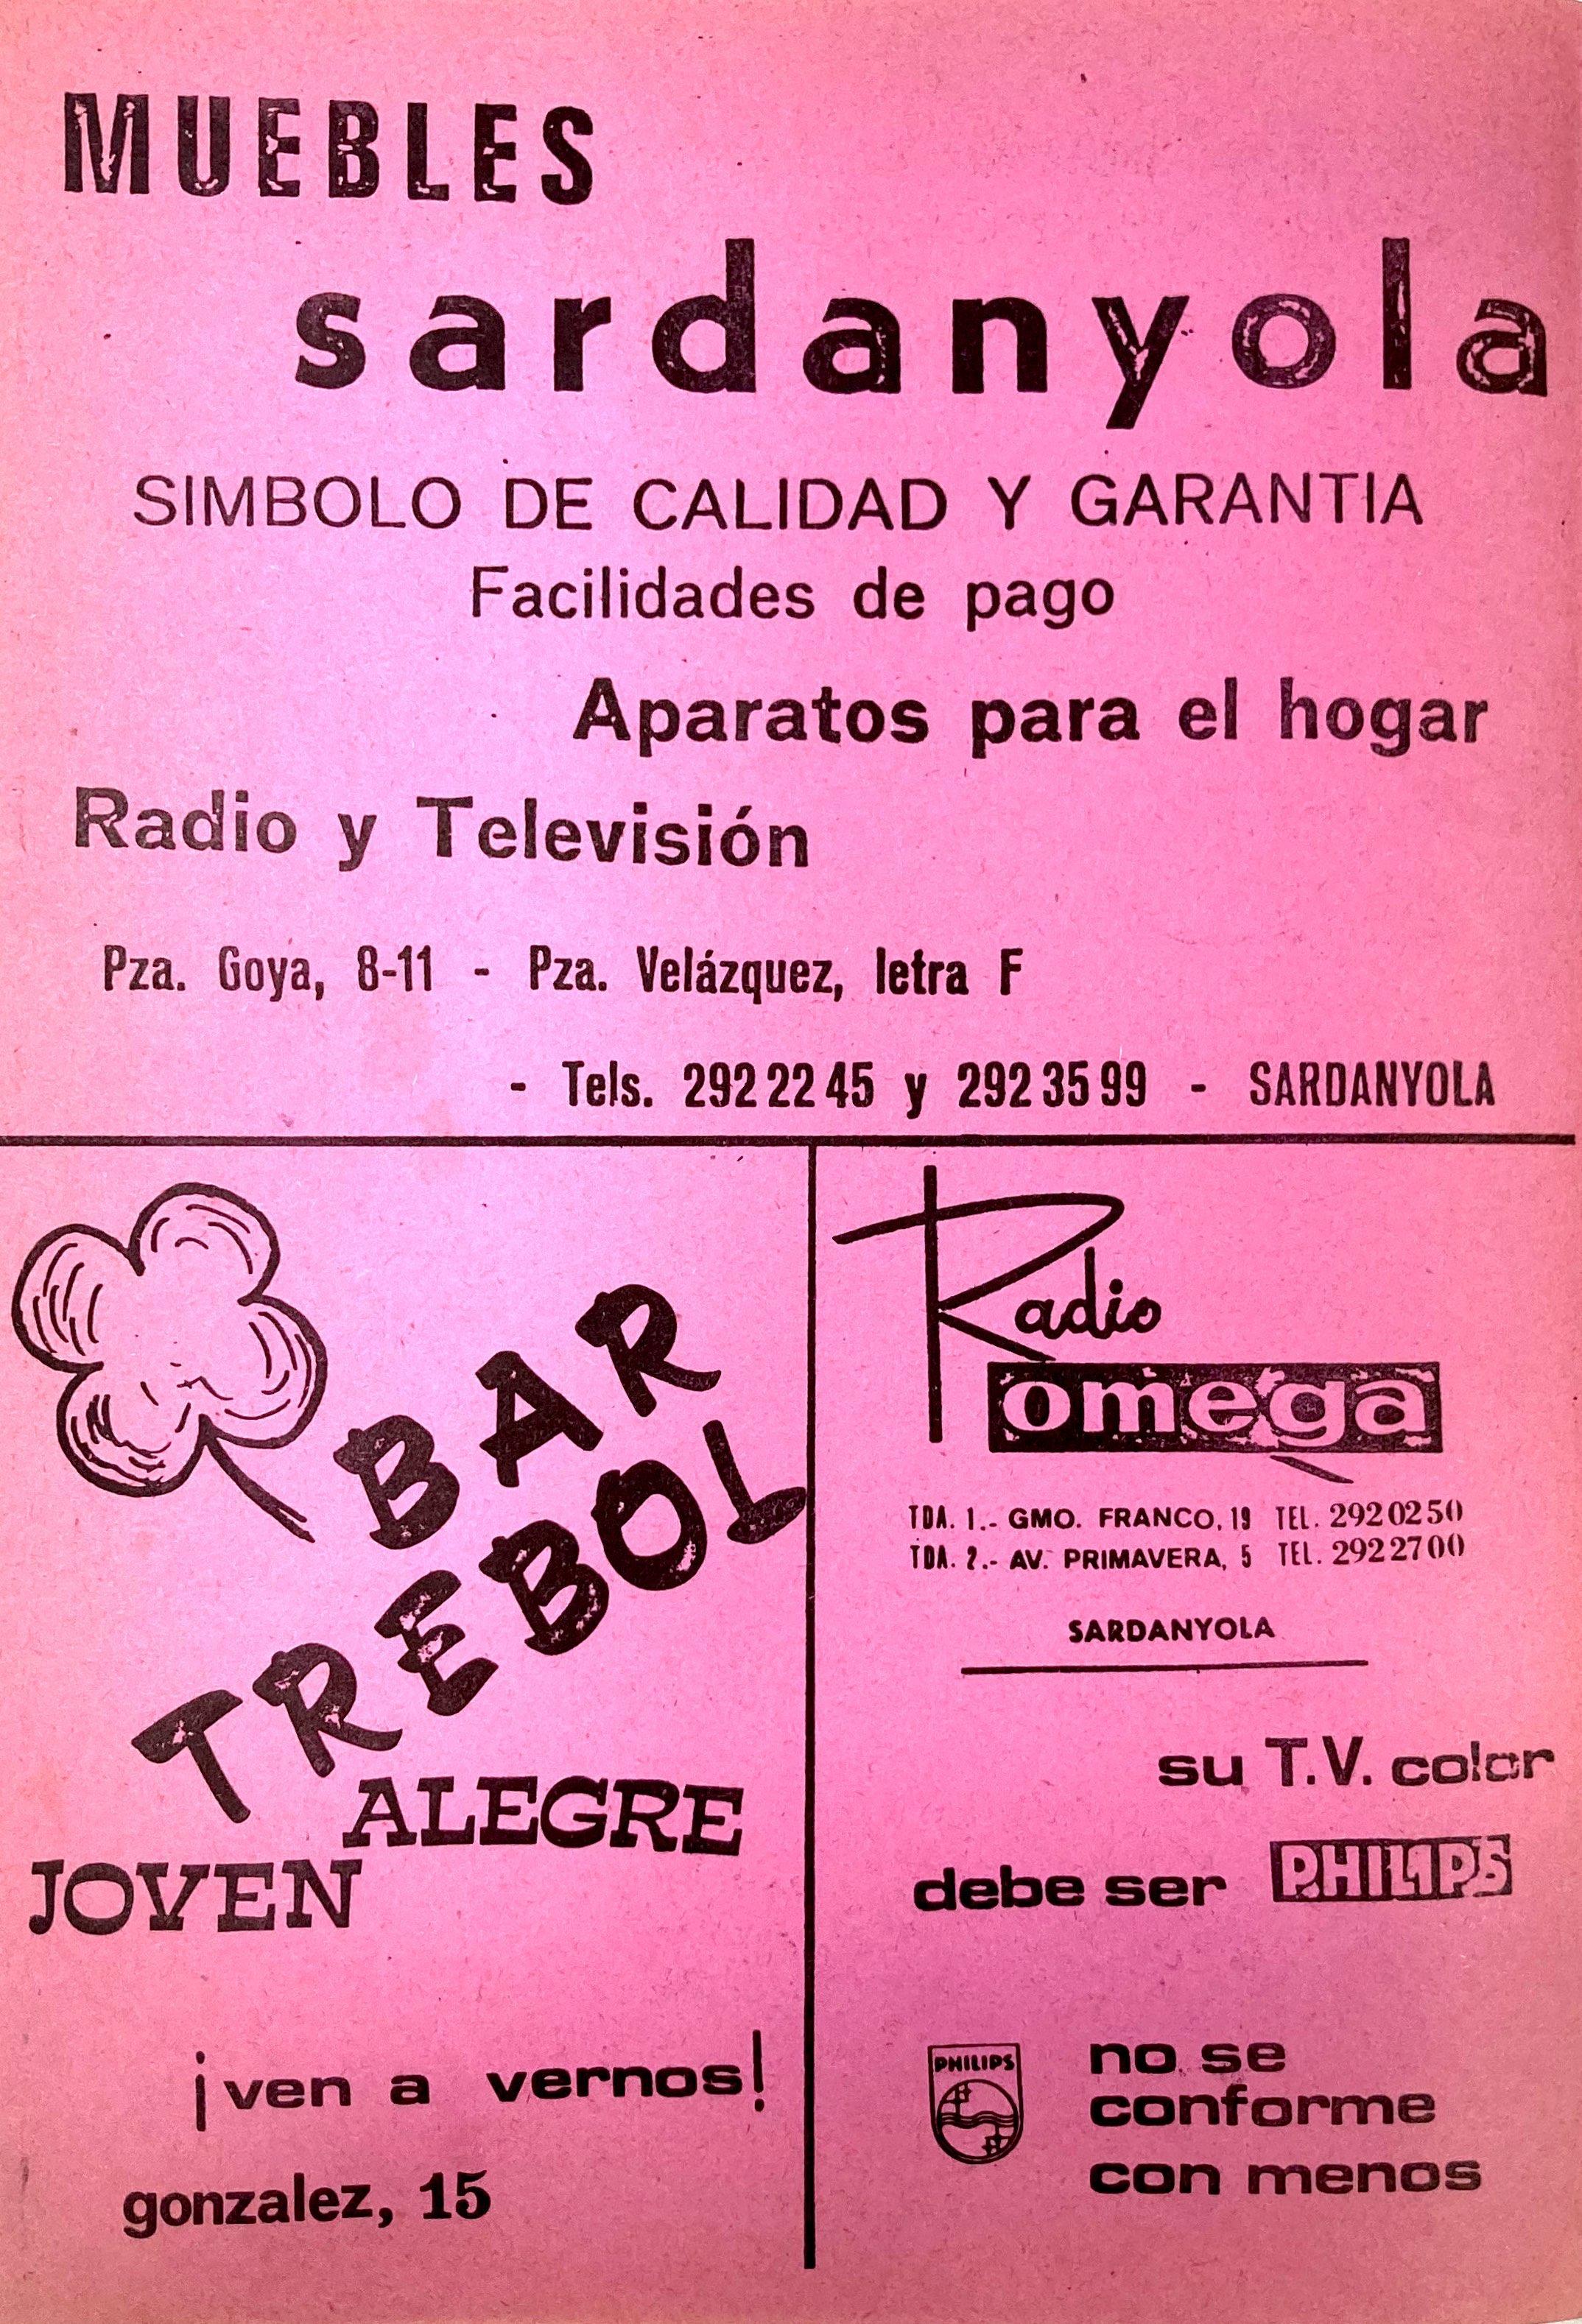 MUEBLES
sardanyola
SIMBOLO DE CALIDAD Y GARANTIA
Facilidades de pago
Aparatos para el hogar
Radio y Televisión
Pza. Goya, 8-11 - Pza. Velázquez, letra F
- Tels. 292 22 45 y 292 35 99 - SARDANYOLA
BAR
TREBOL
ALEGRE
JOVEN
¡ven a vernos!
gonzalez, 15
Radio
omega
TDA. 1.- GMO. FRANCO, 19 TEL. 292 02 50
TDA. 2.- AV. PRIMAVERA, 5 TEL. 292 27 00
SARDANYOLA
su T.V. color
debe ser PHILIPS
PHILIPS
no se
conforme
con menos